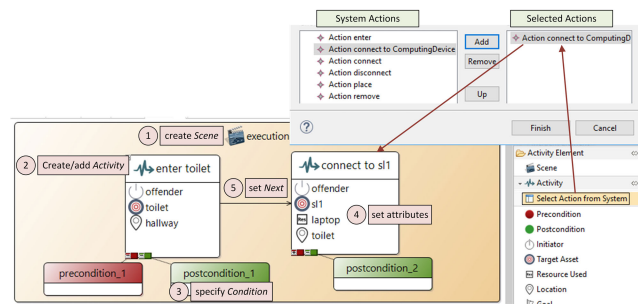 System Actions
Selected Actions
Action enter
Action connect to ComputingDevice
Action connect
Action disconnect
Action place
Action remove
Add
Remove
Up
Action connect to ComputingD
Finish
Cancel
1 create Scene
execution
2 Create/add Activity
enter toilet
offender
toilet
hallway
5 set Next
connect to sl1
offender
sl1
Res laptop
toilet
4 set attributes
precondition_1
postcondition_1
3 specify Condition
postcondition_2
Activity Element
Scene
Activity
Select Action from System
Precondition
Postcondition
Initiator
Target Asset
Res Resource Used
Location
Goal